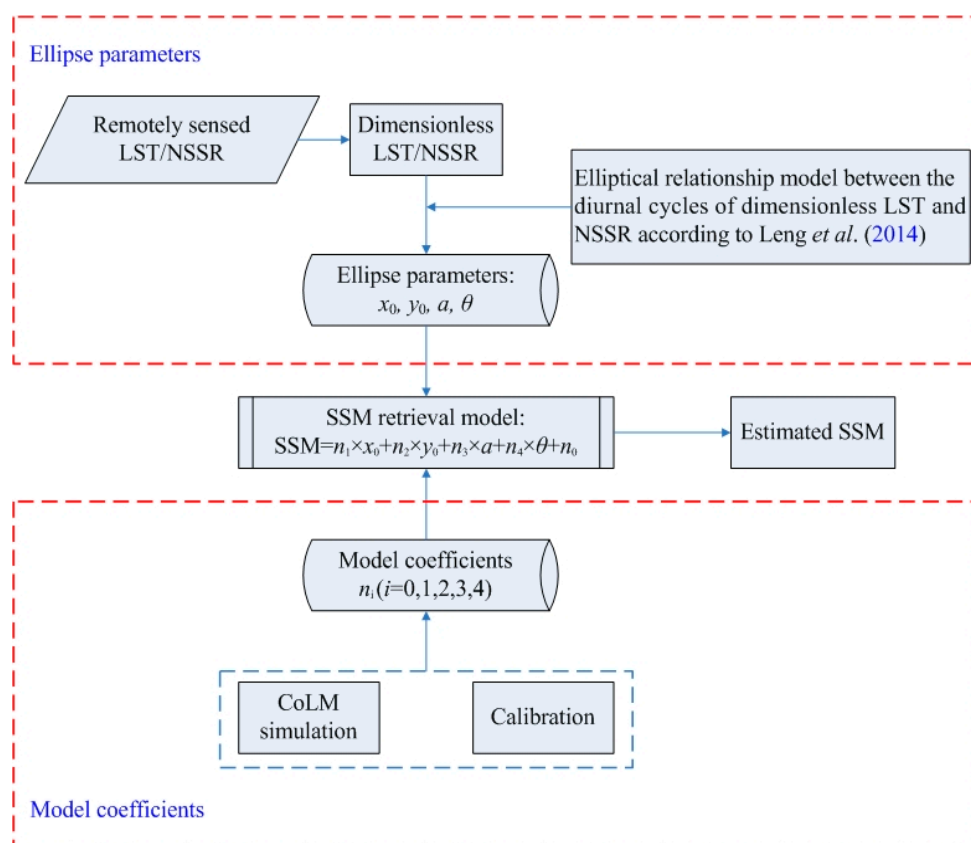 Ellipse parameters
Remotely sensed
LST/NSSR
Dimensionless
LST/NSSR
Elliptical relationship model between the
diurnal cycles of dimensionless LST and
NSSR according to Leng et al. (2014)
Ellipse parameters:
x₀, y₀, a, θ
SSM retrieval model:
SSM=n₁×x₀+n₂×y₀+n₃×a+n₄×θ+n₀
Estimated SSM
Model coefficients
nᵢ(i=0,1,2,3,4)
CoLM
simulation
Calibration
Model coefficients